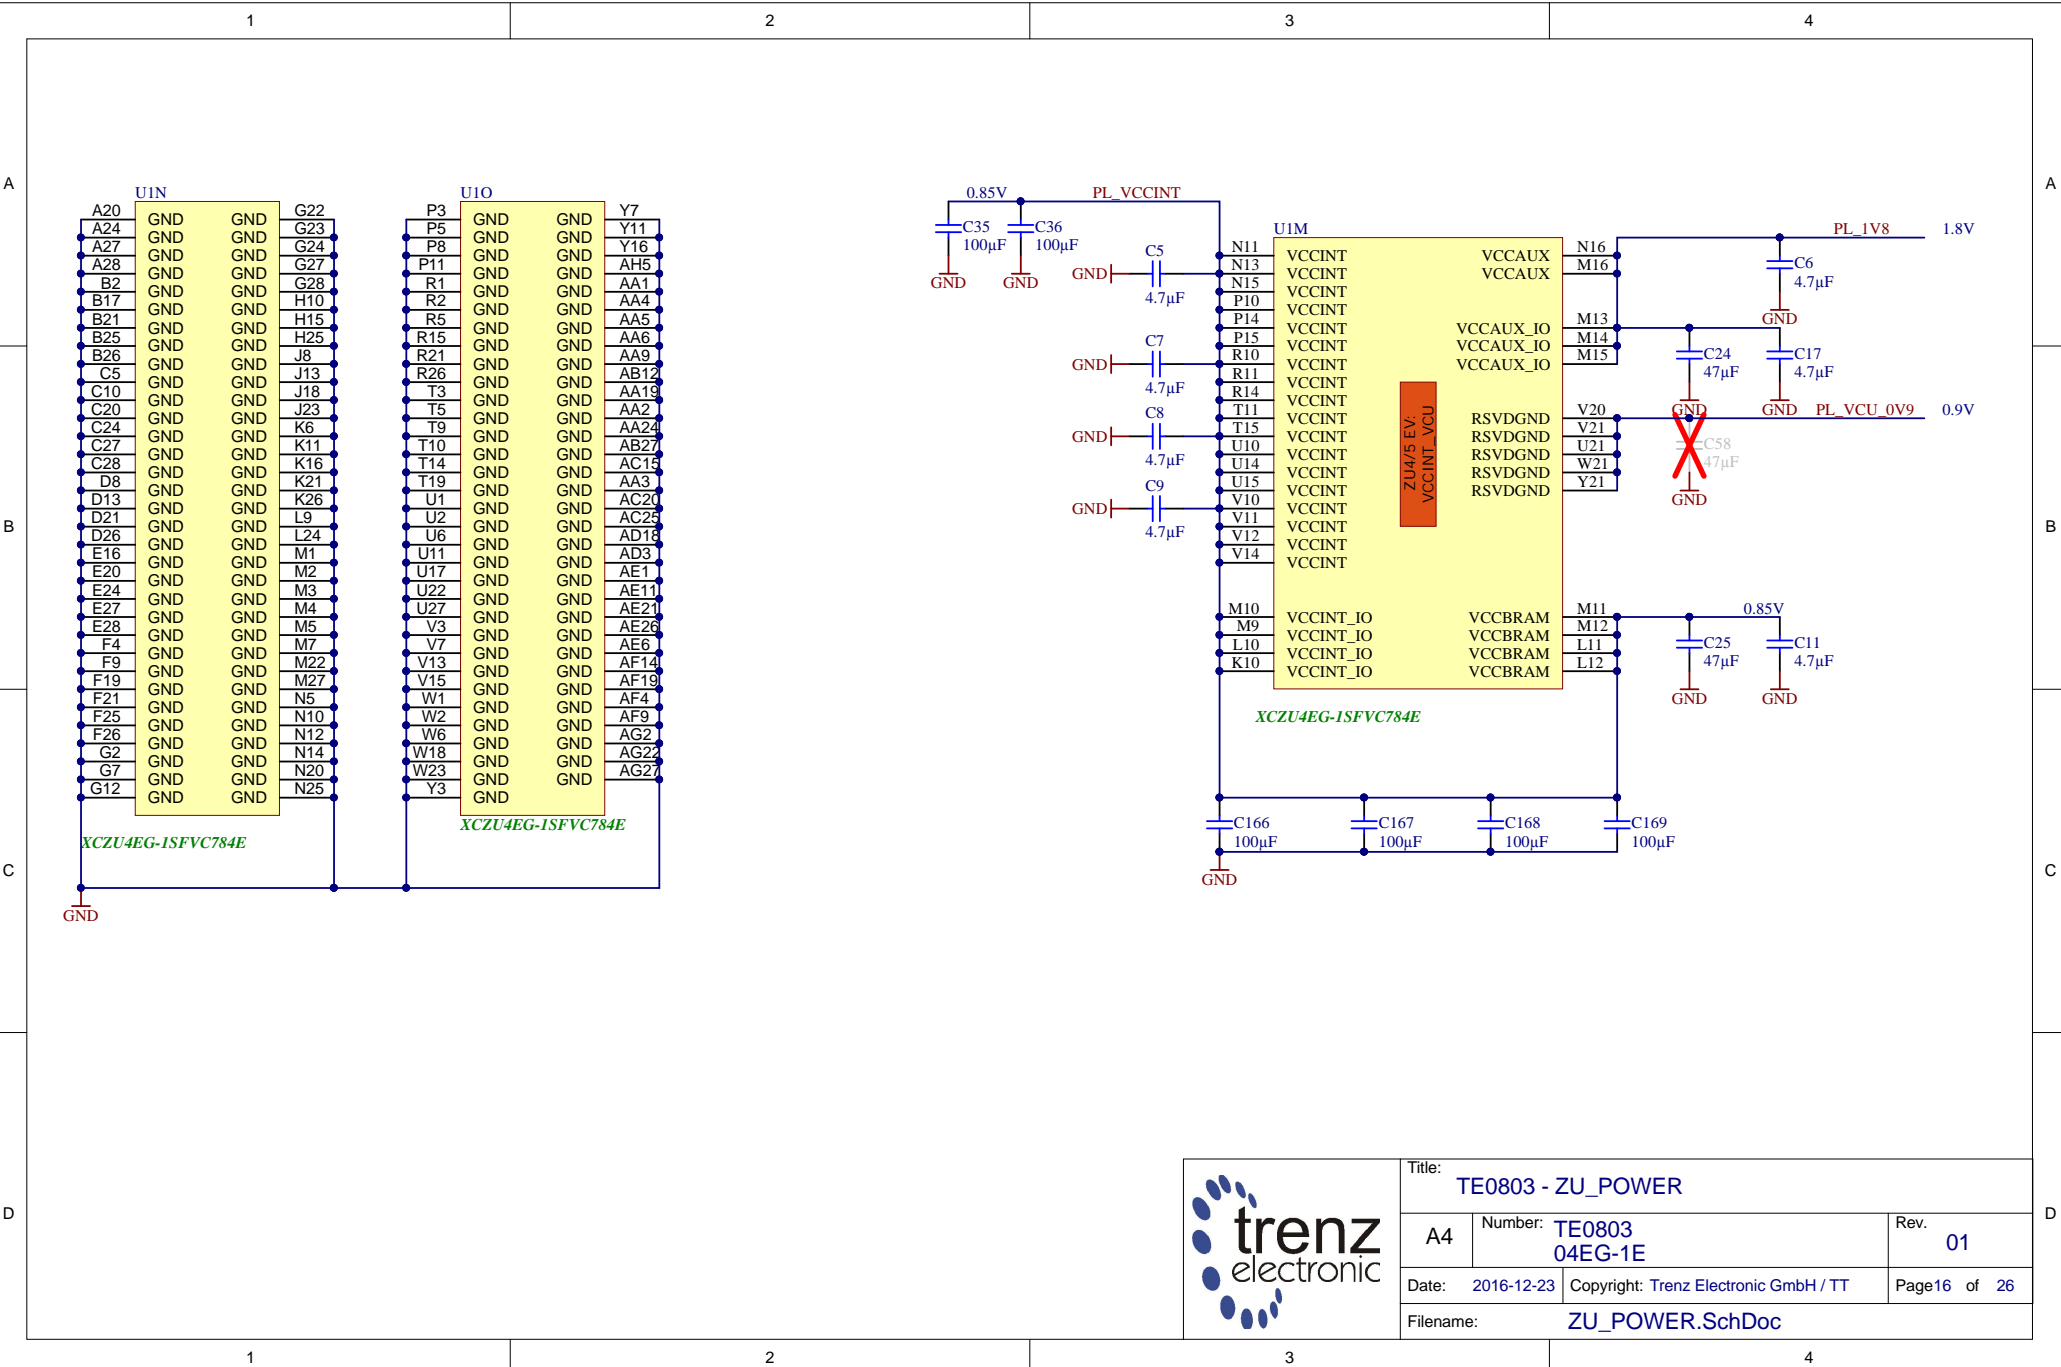 1 2 3 4
A A
B B
C C
D D
U1N
A20 GND GND G22
A24 GND GND G23
A27 GND GND G24
A28 GND GND G27
B2 GND GND G28
B17 GND GND H10
B21 GND GND H15
B25 GND GND H25
B26 GND GND J8
C5 GND GND J13
C10 GND GND J18
C20 GND GND J23
C24 GND GND K6
C27 GND GND K11
C28 GND GND K16
D8 GND GND K21
D13 GND GND K26
D21 GND GND L9
D26 GND GND L24
E16 GND GND M1
E20 GND GND M2
E24 GND GND M3
E27 GND GND M4
E28 GND GND M5
F4 GND GND M7
F9 GND GND M22
F19 GND GND M27
F21 GND GND N5
F25 GND GND N10
F26 GND GND N12
G2 GND GND N14
G7 GND GND N20
G12 GND GND N25
XCZU4EG-1SFVC784E
GND
U1O
P3 GND GND Y7
P5 GND GND Y11
P8 GND GND Y16
P11 GND GND AH5
R1 GND GND AA1
R2 GND GND AA4
R5 GND GND AA5
R15 GND GND AA6
R21 GND GND AA9
R26 GND GND AB12
T3 GND GND AA19
T5 GND GND AA2
T9 GND GND AA24
T10 GND GND AB27
T14 GND GND AC15
T19 GND GND AA3
U1 GND GND AC20
U2 GND GND AC25
U6 GND GND AD18
U11 GND GND AD3
U17 GND GND AE1
U22 GND GND AE11
U27 GND GND AE21
V3 GND GND AE26
V7 GND GND AE6
V13 GND GND AF14
V15 GND GND AF19
W1 GND GND AF4
W2 GND GND AF9
W6 GND GND AG2
W18 GND GND AG22
W23 GND GND AG27
Y3 GND
XCZU4EG-1SFVC784E
0.85V PL_VCCINT
C35 100µF GND
C36 100µF GND
GND C5 4.7µF
GND C7 4.7µF
GND C8 4.7µF
GND C9 4.7µF
U1M
N11 VCCINT
N13 VCCINT
N15 VCCINT
P10 VCCINT
P14 VCCINT
P15 VCCINT
R10 VCCINT
R11 VCCINT
R14 VCCINT
T11 VCCINT
T15 VCCINT
U10 VCCINT
U14 VCCINT
U15 VCCINT
V10 VCCINT
V11 VCCINT
V12 VCCINT
V14 VCCINT
M10 VCCINT_IO
M9 VCCINT_IO
L10 VCCINT_IO
K10 VCCINT_IO
ZU4/5 EV:
VCCINT_VCU
VCCAUX N16
VCCAUX M16
VCCAUX_IO M13
VCCAUX_IO M14
VCCAUX_IO M15
RSVDGND V20
RSVDGND V21
RSVDGND U21
RSVDGND W21
RSVDGND Y21
VCCBRAM M11
VCCBRAM M12
VCCBRAM L11
VCCBRAM L12
XCZU4EG-1SFVC784E
PL_1V8 1.8V
C6 4.7µF GND
C24 47µF GND
C17 4.7µF GND
PL_VCU_0V9 0.9V
C58 47µF GND
0.85V
C25 47µF GND
C11 4.7µF GND
C166 100µF
C167 100µF
C168 100µF
C169 100µF
GND
trenz
electronic
Title:
TE0803 - ZU_POWER
A4 Number: TE0803
04EG-1E
Rev. 01
Date: 2016-12-23 Copyright: Trenz Electronic GmbH / TT Page16 of 26
Filename: ZU_POWER.SchDoc
1 2 3 4